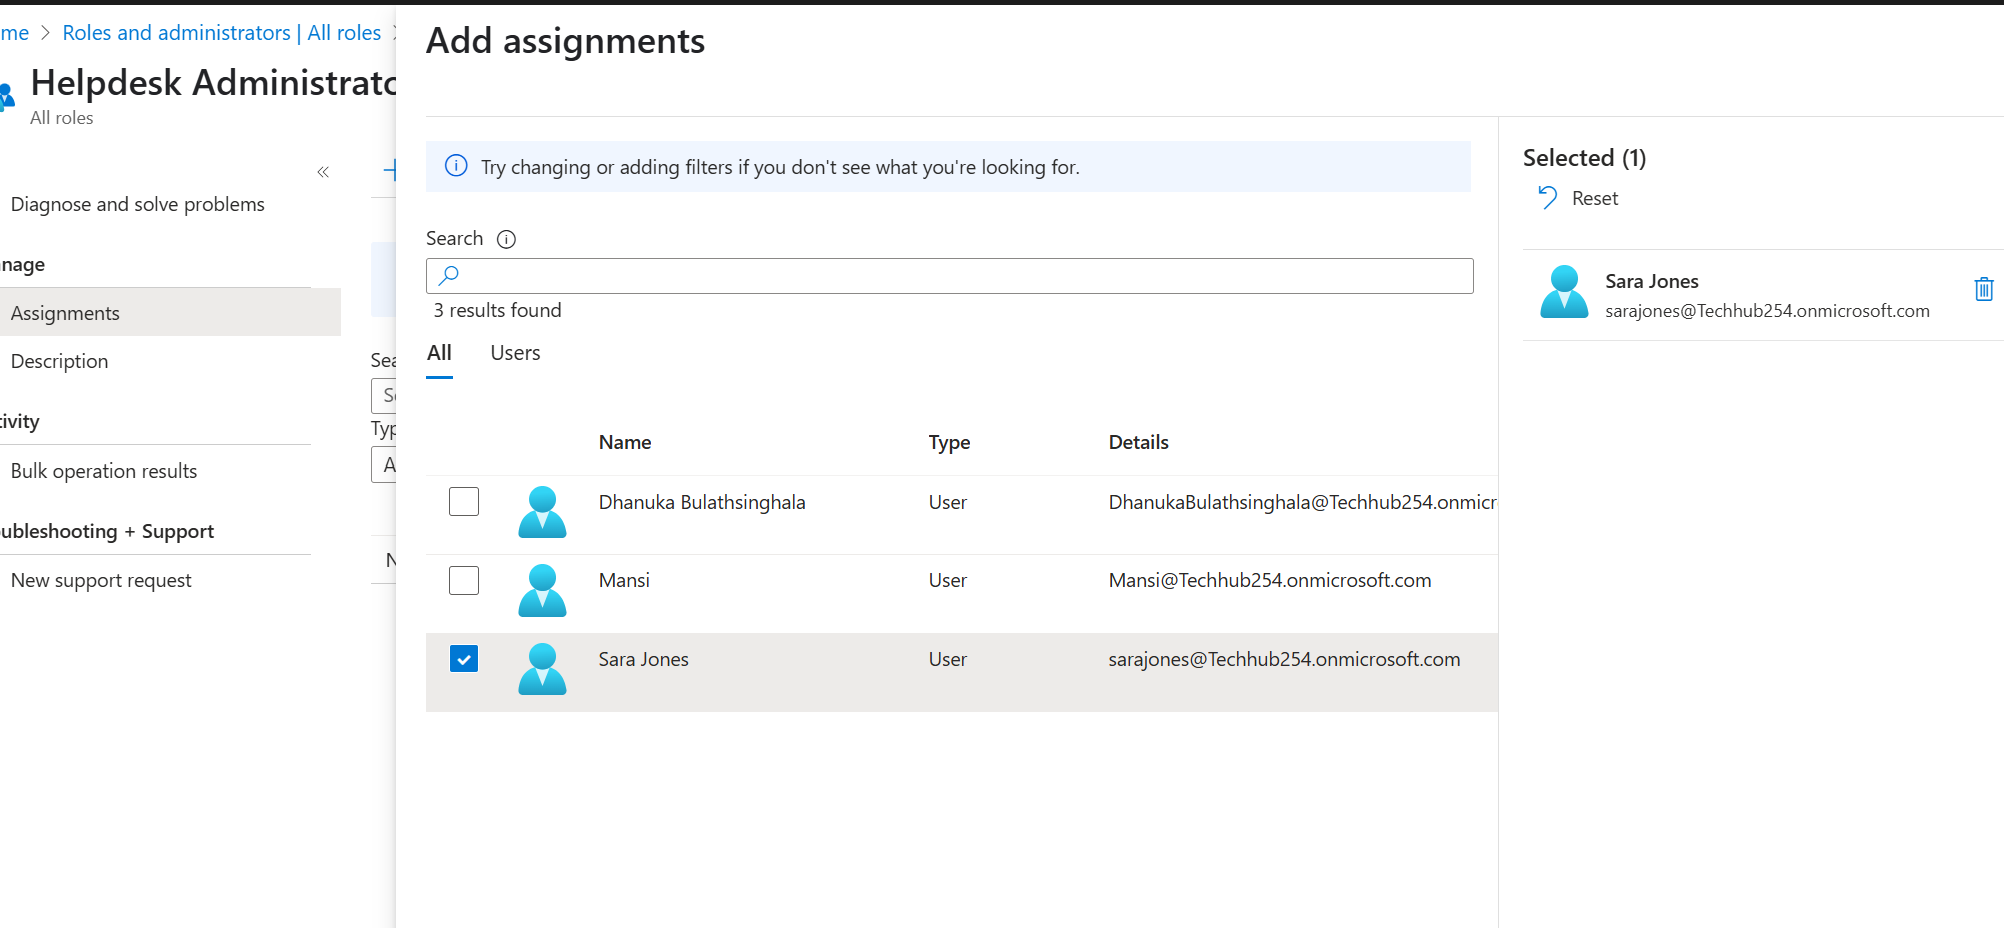 me > Roles and administrators | All roles >
Helpdesk Administrato
All roles
«
Diagnose and solve problems
nage
Assignments
Description
ivity
Bulk operation results
ubleshooting + Support
New support request
Sea
Typ
A
N
Add assignments
Try changing or adding filters if you don't see what you're looking for.
Search
3 results found
All Users
Name Type Details
Dhanuka Bulathsinghala User DhanukaBulathsinghala@Techhub254.onmicr
Mansi User Mansi@Techhub254.onmicrosoft.com
Sara Jones User sarajones@Techhub254.onmicrosoft.com
Selected (1)
Reset
Sara Jones
sarajones@Techhub254.onmicrosoft.com